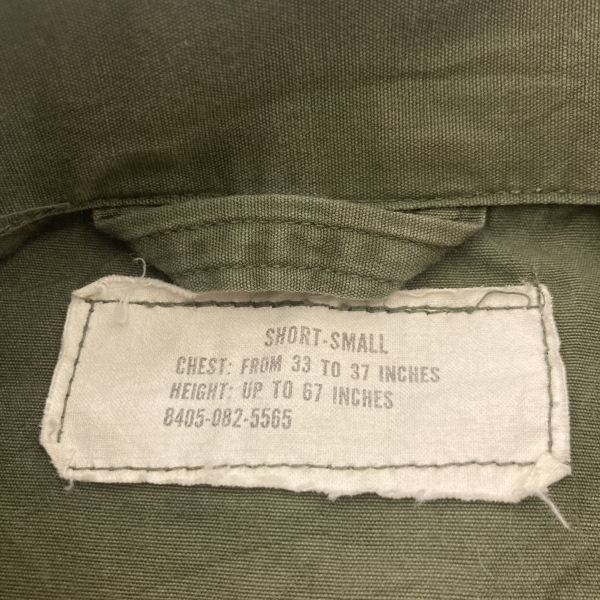 SHORT-SMALL
CHEST: FROM 33 TO 37 INCHES
HEIGHT: UP TO 67 INCHES
8405-082-5565